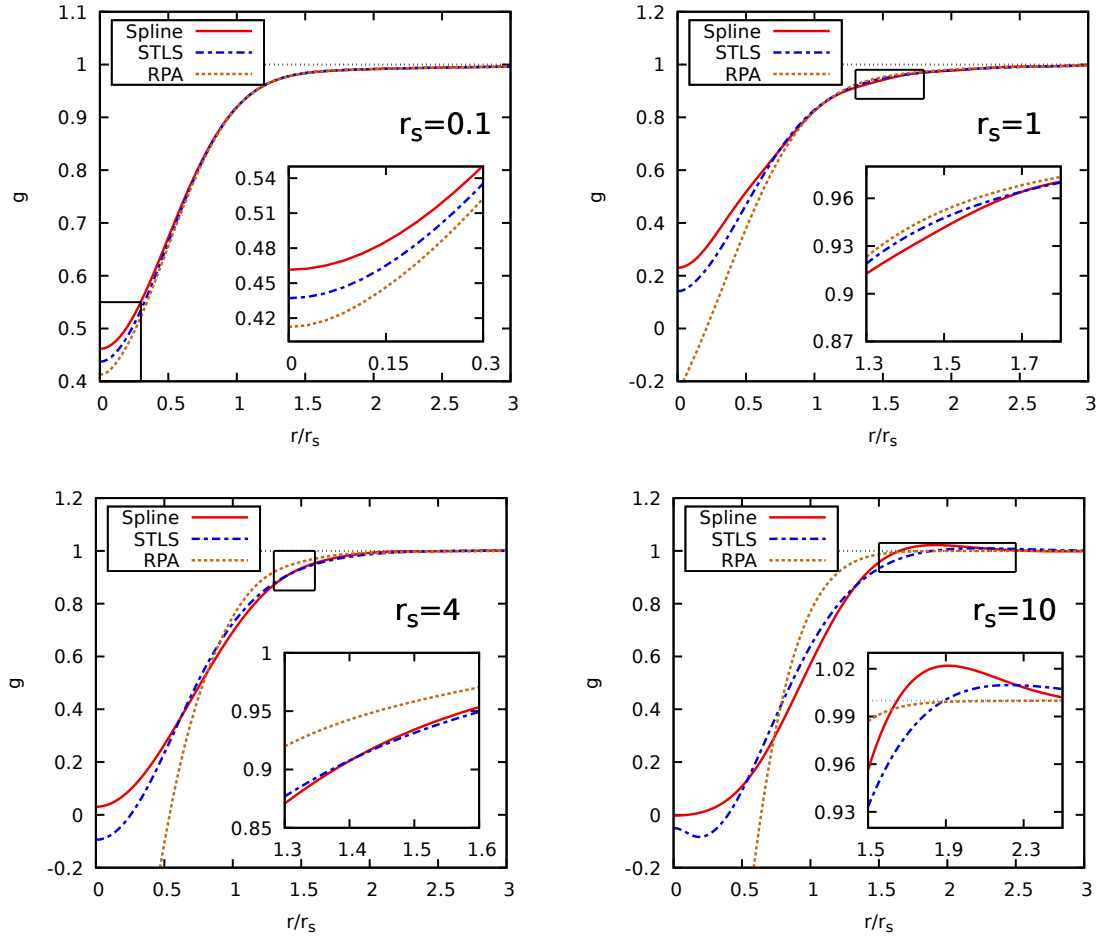 1.1
1
0.9
0.8
0.7
0.6
0.5
0.4
g
Spline
STLS
RPA
r_s=0.1
0.54
0.51
0.48
0.45
0.42
0 0.15 0.3
0 0.5 1 1.5 2 2.5 3
r/r_s
1.2
1
0.8
0.6
0.4
0.2
0
-0.2
g
Spline
STLS
RPA
r_s=1
0.96
0.93
0.9
0.87
1.3 1.5 1.7
0 0.5 1 1.5 2 2.5 3
r/r_s
1.2
1
0.8
0.6
0.4
0.2
0
-0.2
g
Spline
STLS
RPA
r_s=4
1
0.95
0.9
0.85
1.3 1.4 1.5 1.6
0 0.5 1 1.5 2 2.5 3
r/r_s
1.2
1
0.8
0.6
0.4
0.2
0
-0.2
g
Spline
STLS
RPA
r_s=10
1.02
0.99
0.96
0.93
1.5 1.9 2.3
0 0.5 1 1.5 2 2.5 3
r/r_s